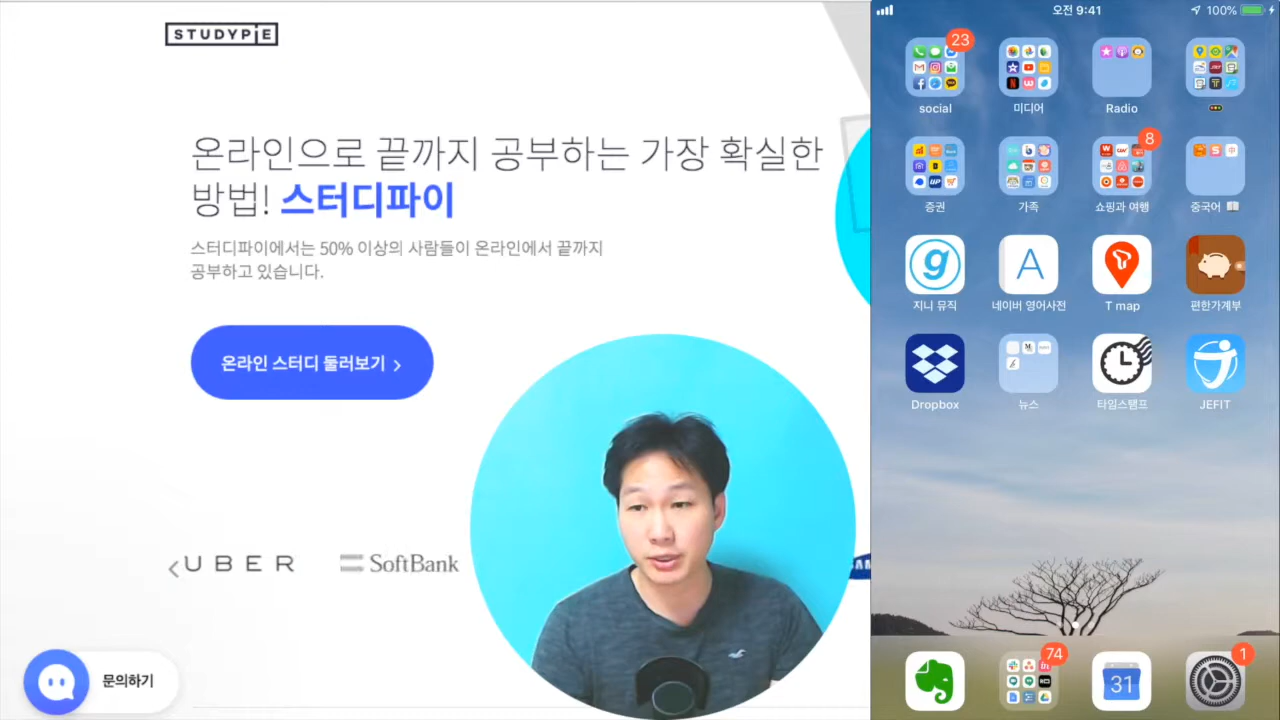 STUDYPIE
온라인으로 끝까지 공부하는 가장 확실한
방법! 스터디파이
스터디파이에서는 50% 이상의 사람들이 온라인에서 끝까지
공부하고 있습니다.
온라인 스터디 둘러보기 >
UBER
SoftBank
문의하기
오전 9:41
100%
23
social
미디어
Radio
증권
가족
8
쇼핑과 여행
중국어
지니 뮤직
A
네이버 영어사전
T map
편한가계부
Dropbox
뉴스
타임스탬프
JEFIT
74
31
1